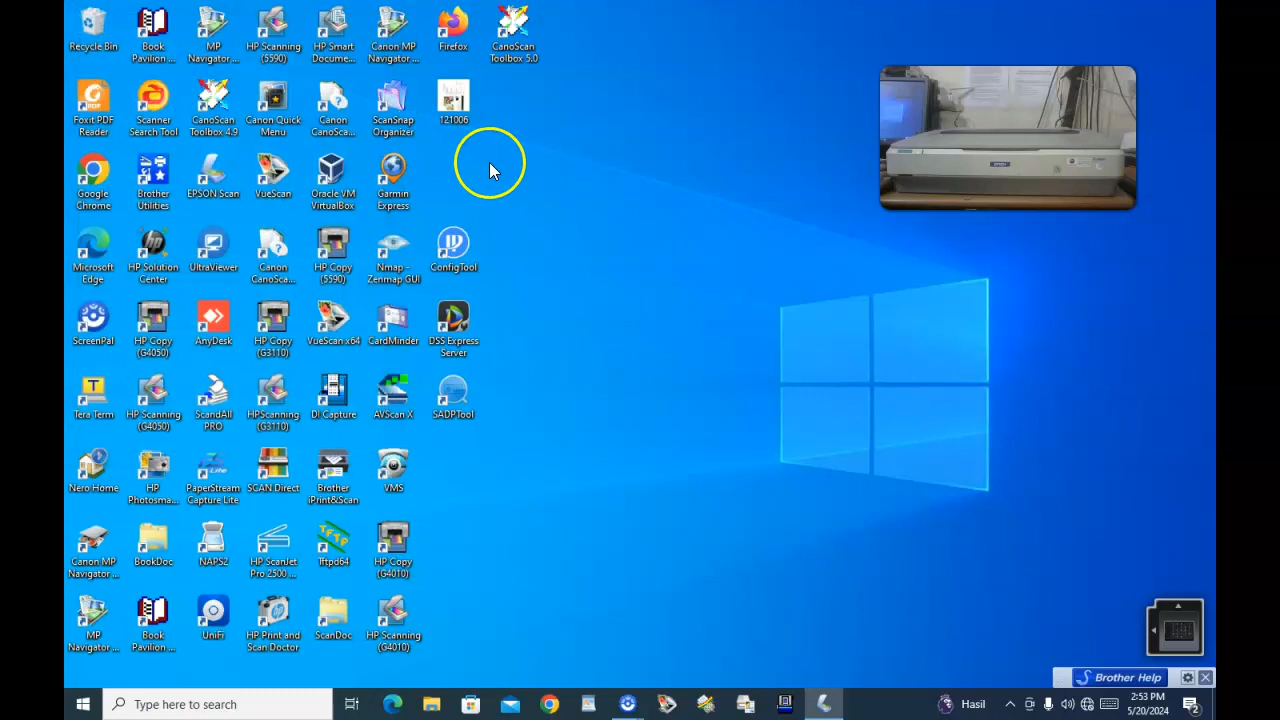 Recycle Bin
Book
Pavilion ...
MP
Navigator ...
HP Scanning
(5590)
HP Smart
Docume...
Canon MP
Navigator ...
Firefox
CanoScan
Toolbox 5.0
Foxit PDF
Reader
Scanner
Search Tool
CanoScan
Toolbox 4.9
Canon Quick
Menu
Canon
CanoSca...
ScanSnap
Organizer
121006
Google
Chrome
Brother
Utilities
EPSON Scan
VueScan
Oracle VM
VirtualBox
Garmin
Express
EPSON
Microsoft
Edge
HP Solution
Center
UltraViewer
Canon
CanoSca...
HP Copy
(5590)
Nmap -
Zenmap GUI
ConfigTool
ScreenPal
HP Copy
(G4050)
AnyDesk
HP Copy
(G3110)
VueScan x64
CardMinder
DSS Express
Server
Tera Term
HP Scanning
(G4050)
ScandAll
PRO
HPScanning
(G3110)
DI Capture
AVScan X
SADPTool
Nero Home
HP
Photosma...
PaperStream
Capture Lite
SCAN Direct
Brother
iPrint&Scan
VMS
Canon MP
Navigator ...
BookDoc
NAPS2
HP ScanJet
Pro 2500 ...
Tftpd64
HP Copy
(G4010)
MP
Navigator ...
Book
Pavilion ...
UniFi
HP Print and
Scan Doctor
ScanDoc
HP Scanning
(G4010)
Brother Help
Type here to search
Hasil
2:53 PM
5/20/2024
2